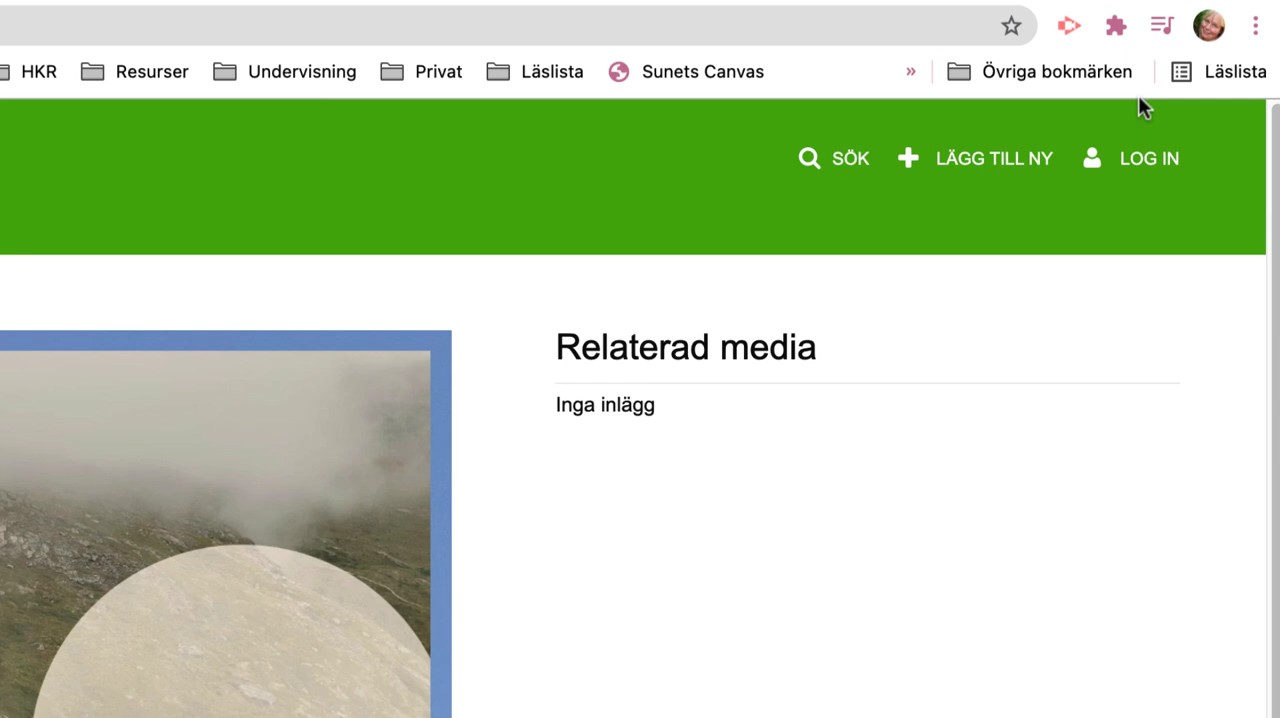 HKR Resurser Undervisning Privat Läslista Sunets Canvas » Övriga bokmärken Läslista
SÖK LÄGG TILL NY LOG IN
Relaterad media
Inga inlägg